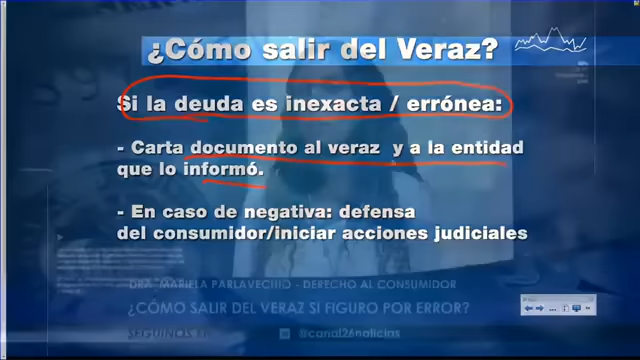 ¿Cómo salir del Veraz?
Si la deuda es inexacta / errónea:
- Carta documento al veraz y a la entidad
que lo informó.
- En caso de negativa: defensa
del consumidor/iniciar acciones judiciales
DRA. MARIELA PARLAVECHIO - DERECHO AL CONSUMIDOR
¿CÓMO SALIR DEL VERAZ SI FIGURO POR ERROR?
@canal26noticias